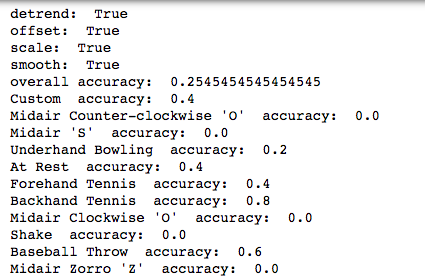 detrend:  True
offset:  True
scale:  True
smooth:  True
overall accuracy:  0.2545454545454545
Custom  accuracy:  0.4
Midair Counter-clockwise 'O'  accuracy:  0.0
Midair 'S'  accuracy:  0.0
Underhand Bowling  accuracy:  0.2
At Rest  accuracy:  0.4
Forehand Tennis  accuracy:  0.4
Backhand Tennis  accuracy:  0.8
Midair Clockwise 'O'  accuracy:  0.0
Shake  accuracy:  0.0
Baseball Throw  accuracy:  0.6
Midair Zorro 'Z'  accuracy:  0.0